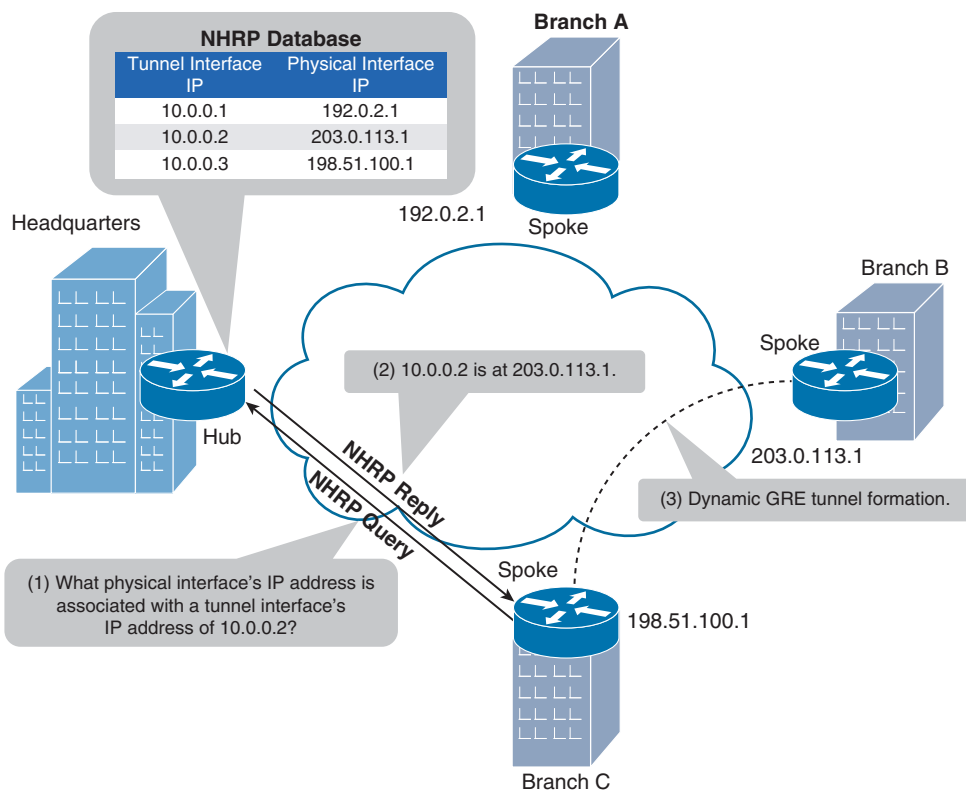 Branch A
NHRP Database
Tunnel Interface IP
Physical Interface IP
10.0.0.1 192.0.2.1
10.0.0.2 203.0.113.1
10.0.0.3 198.51.100.1
192.0.2.1
Spoke
Headquarters
Branch B
Spoke
(2) 10.0.0.2 is at 203.0.113.1.
Hub
203.0.113.1
NHRP Reply
NHRP Query
(3) Dynamic GRE tunnel formation.
(1) What physical interface's IP address is
associated with a tunnel interface's
IP address of 10.0.0.2?
Spoke
198.51.100.1
Branch C